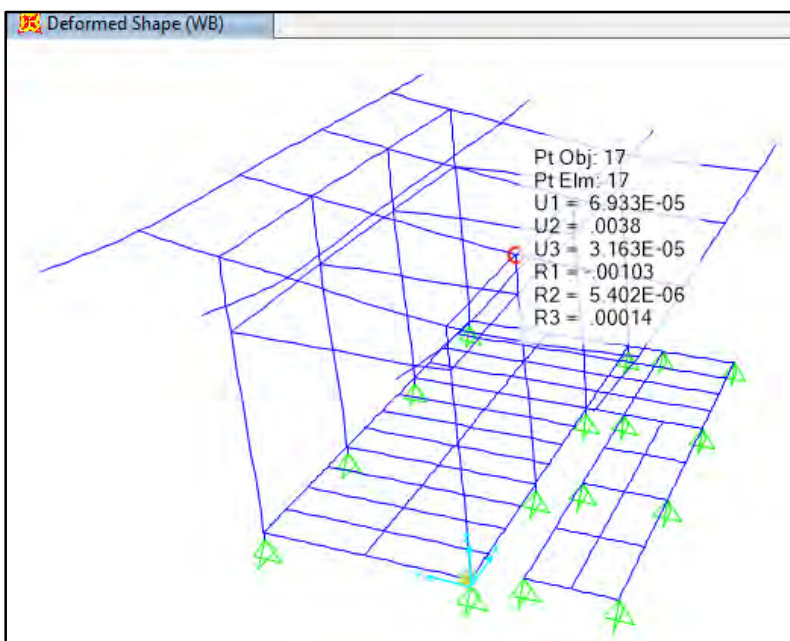 Deformed Shape (WB)
Pt Obj: 17
Pt Elm: 17
U1 = 6.933E-05
U2 = .0038
U3 = 3.163E-05
R1 = -.00103
R2 = 5.402E-06
R3 = .00014